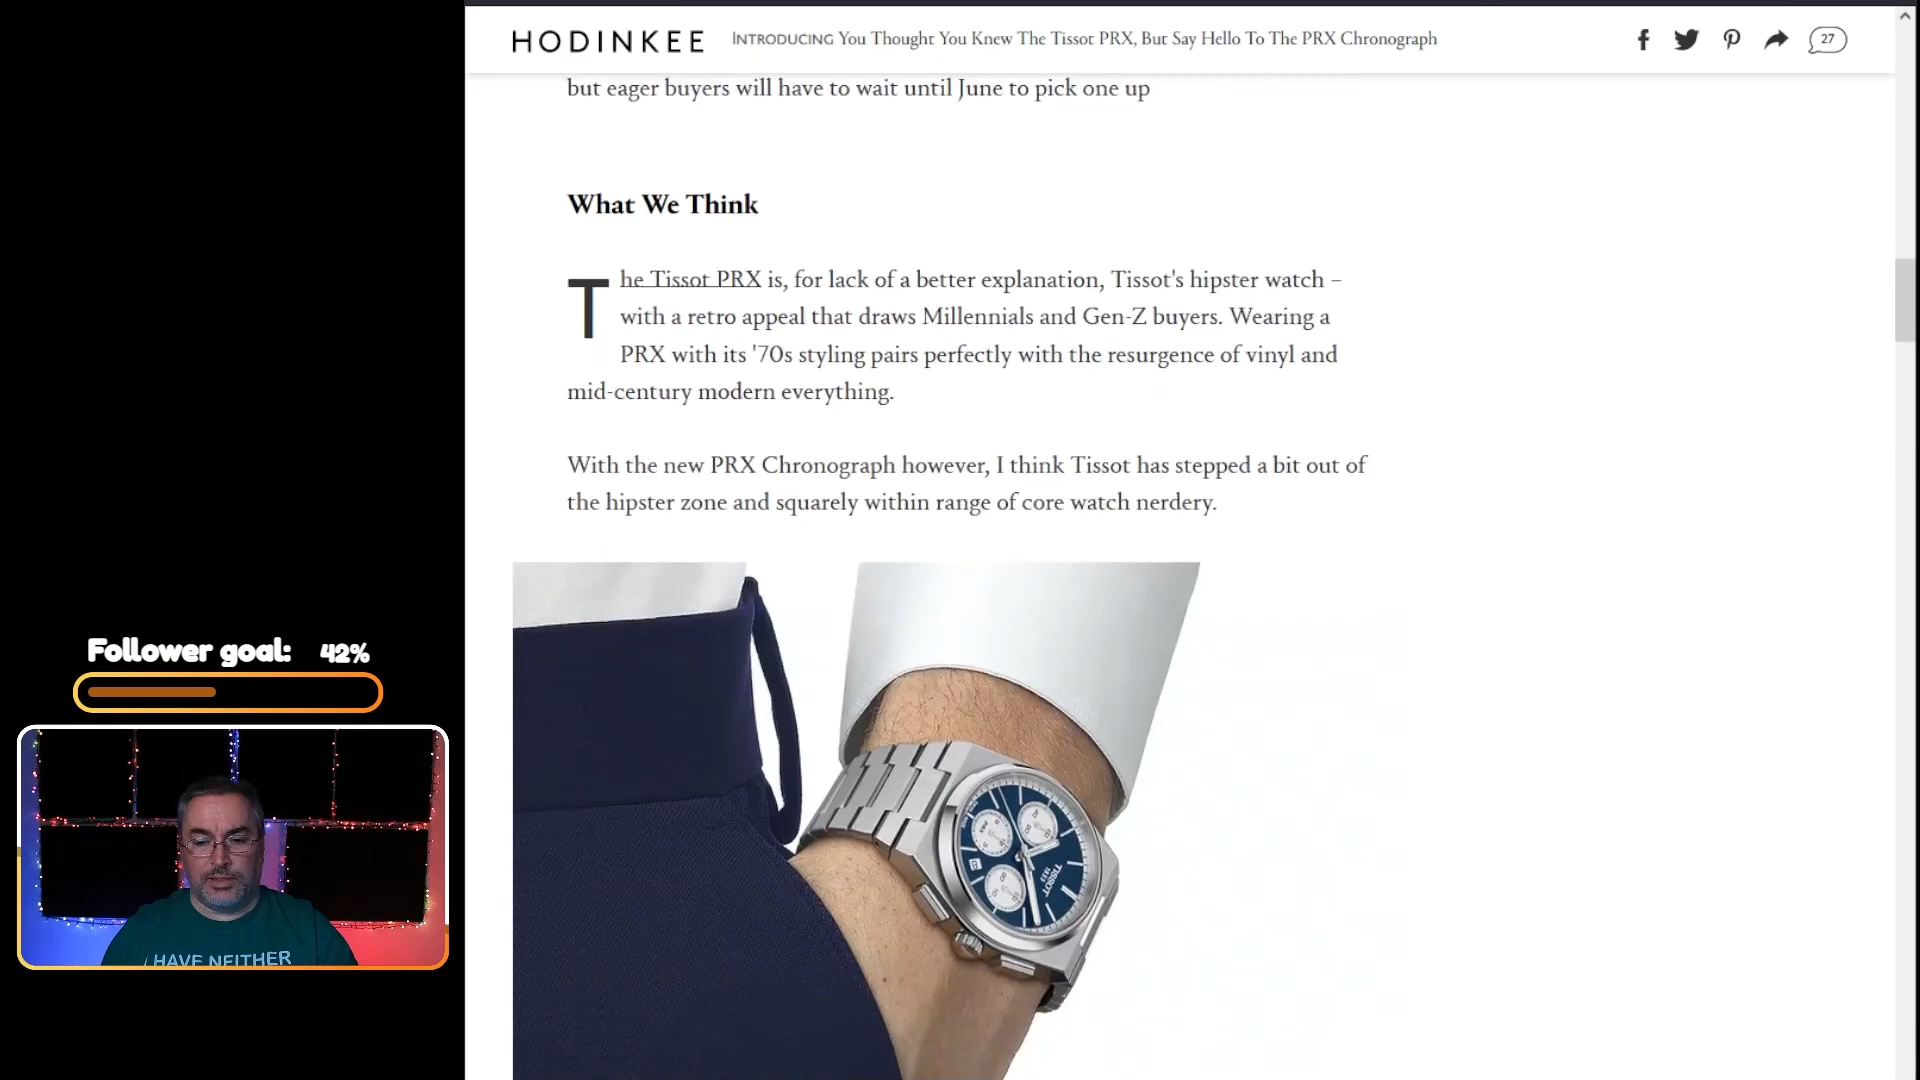 HODINKEE
INTRODUCING You Thought You Knew The Tissot PRX, But Say Hello To The PRX Chronograph
27
but eager buyers will have to wait until June to pick one up
What We Think
The Tissot PRX is, for lack of a better explanation, Tissot's hipster watch –
with a retro appeal that draws Millennials and Gen-Z buyers. Wearing a
PRX with its '70s styling pairs perfectly with the resurgence of vinyl and
mid-century modern everything.
With the new PRX Chronograph however, I think Tissot has stepped a bit out of
the hipster zone and squarely within range of core watch nerdery.
TISSOT
1853
Follower goal: 42%
I HAVE NEITHER